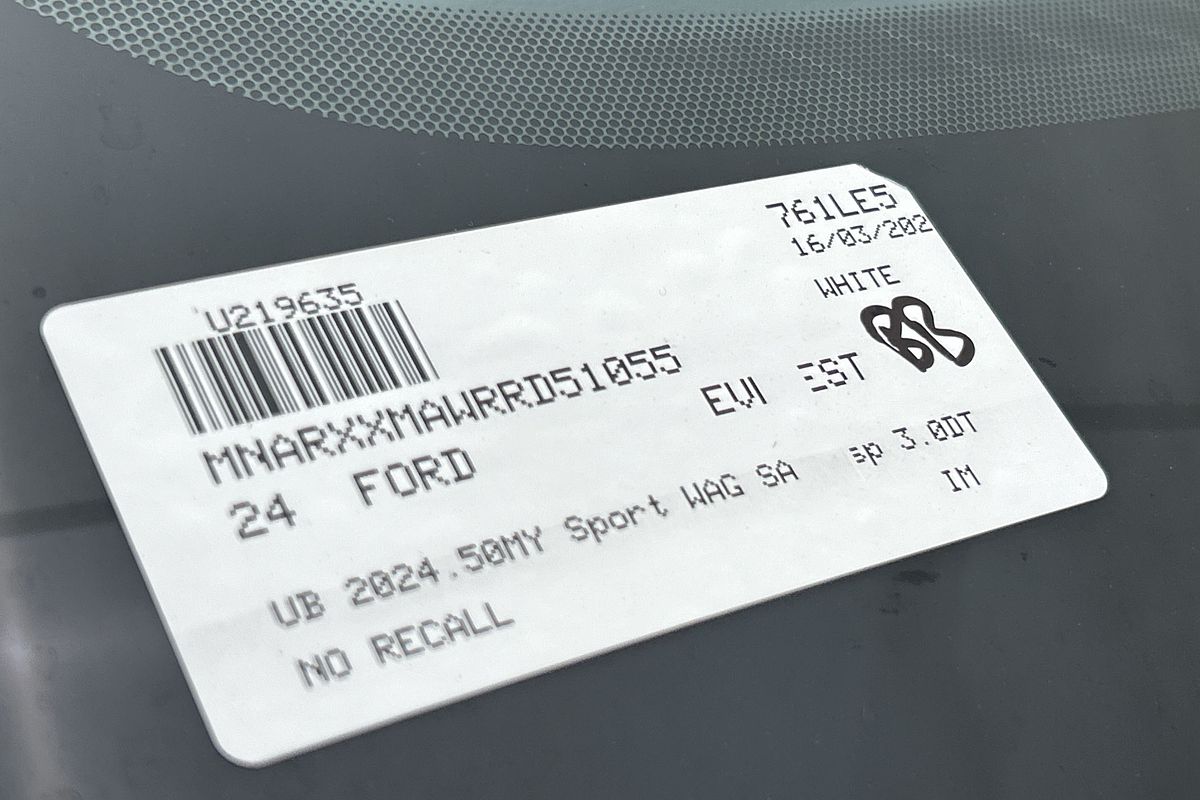 761LE5
16/03/202
U219635
WHITE
MNARXXMAWRRD51055
24 FORD EVI EST
UB 2024.50MY Sport WAG SA sp 3.0DT
NO RECALL IM